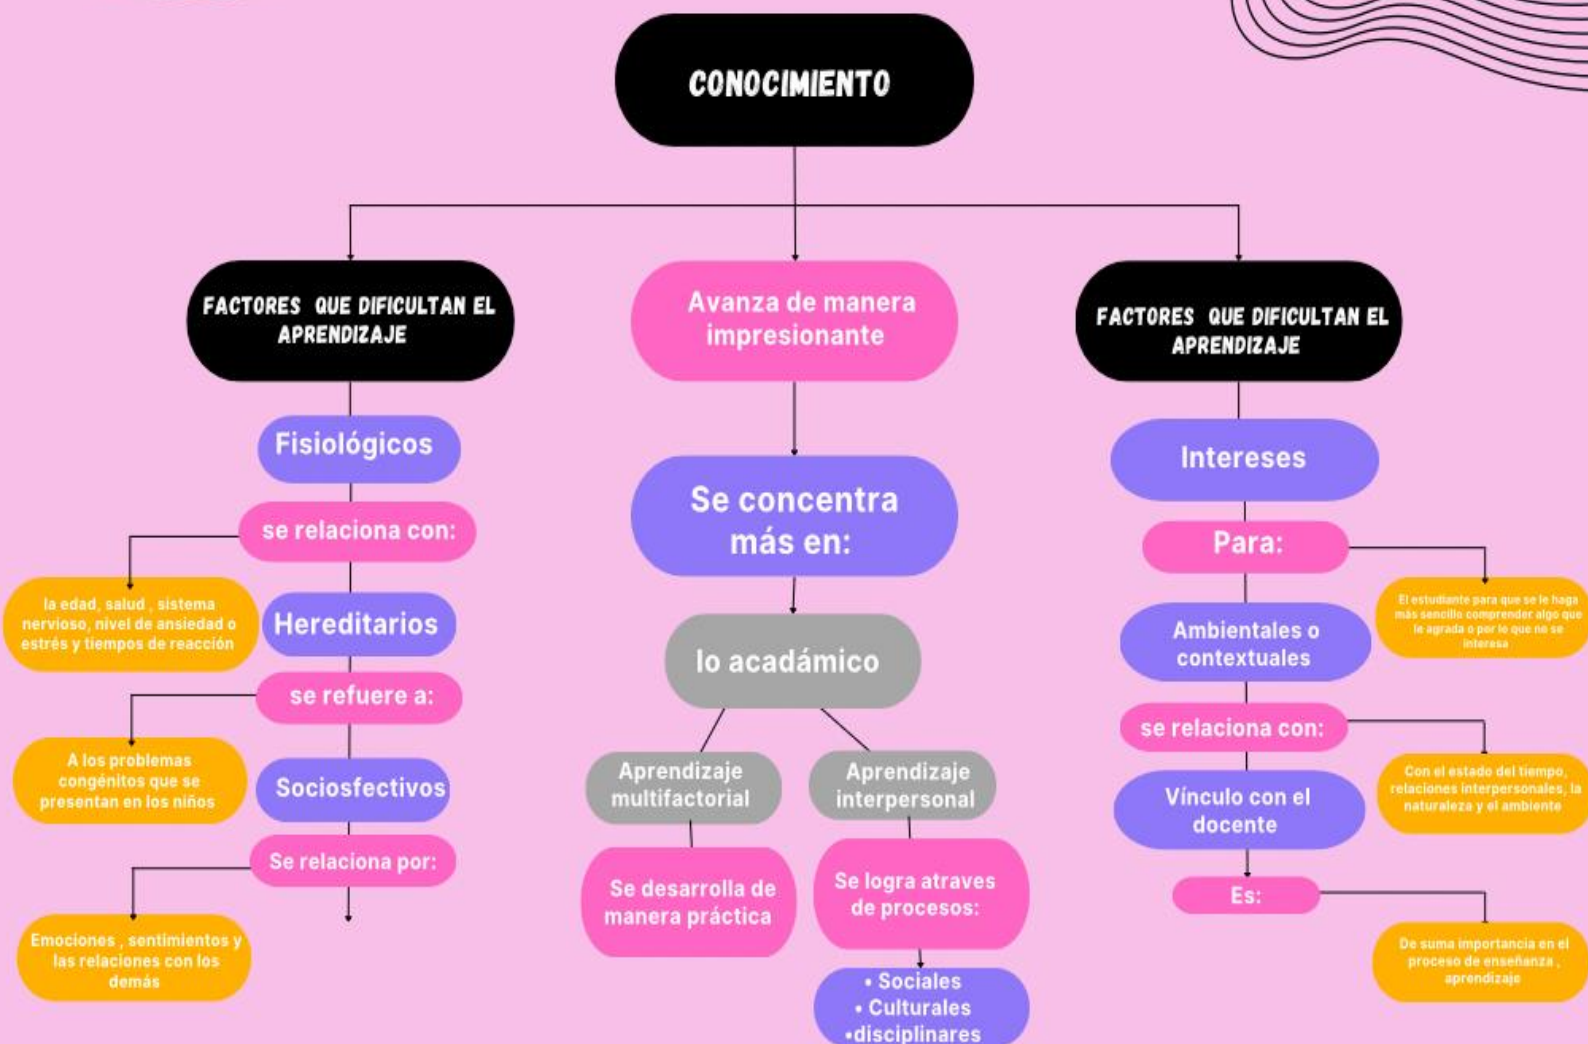 CONOCIMIENTO
FACTORES QUE DIFICULTAN EL
APRENDIZAJE
Fisiológicos
se relaciona con:
la edad, salud , sistema
nervioso, nivel de ansiedad o
estrés y tiempos de reacción
Hereditarios
se refuere a:
A los problemas
congénitos que se
presentan en los niños
Sociosfectivos
Se relaciona por:
Emociones , sentimientos y
las relaciones con los
demás
Avanza de manera
impresionante
Se concentra
más en:
lo acadámico
Aprendizaje
multifactorial
Se desarrolla de
manera práctica
Aprendizaje
interpersonal
Se logra atraves
de procesos:
• Sociales
• Culturales
•disciplinares
FACTORES QUE DIFICULTAN EL
APRENDIZAJE
Intereses
Para:
El estudiante para que se le haga
más sencillo comprender algo que
le agrada o por lo que no se
interesa
Ambientales o
contextuales
se relaciona con:
Con el estado del tiempo,
relaciones interpersonales, la
naturaleza y el ambiente
Vínculo con el
docente
Es:
De suma importancia en el
proceso de enseñanza ,
aprendizaje